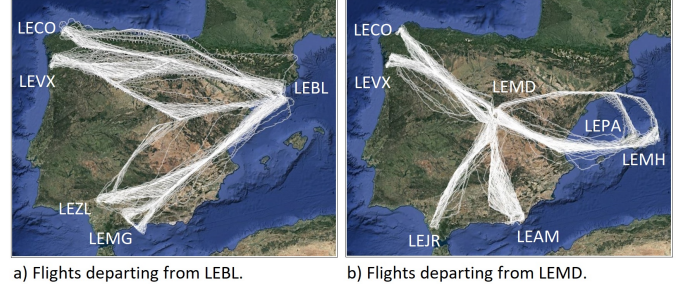 LECO
LEVX
LEBL
LEZL
LEMG
LECO
LEVX
LEMD
LEPA
LEMH
LEJR
LEAM
a) Flights departing from LEBL.
b) Flights departing from LEMD.